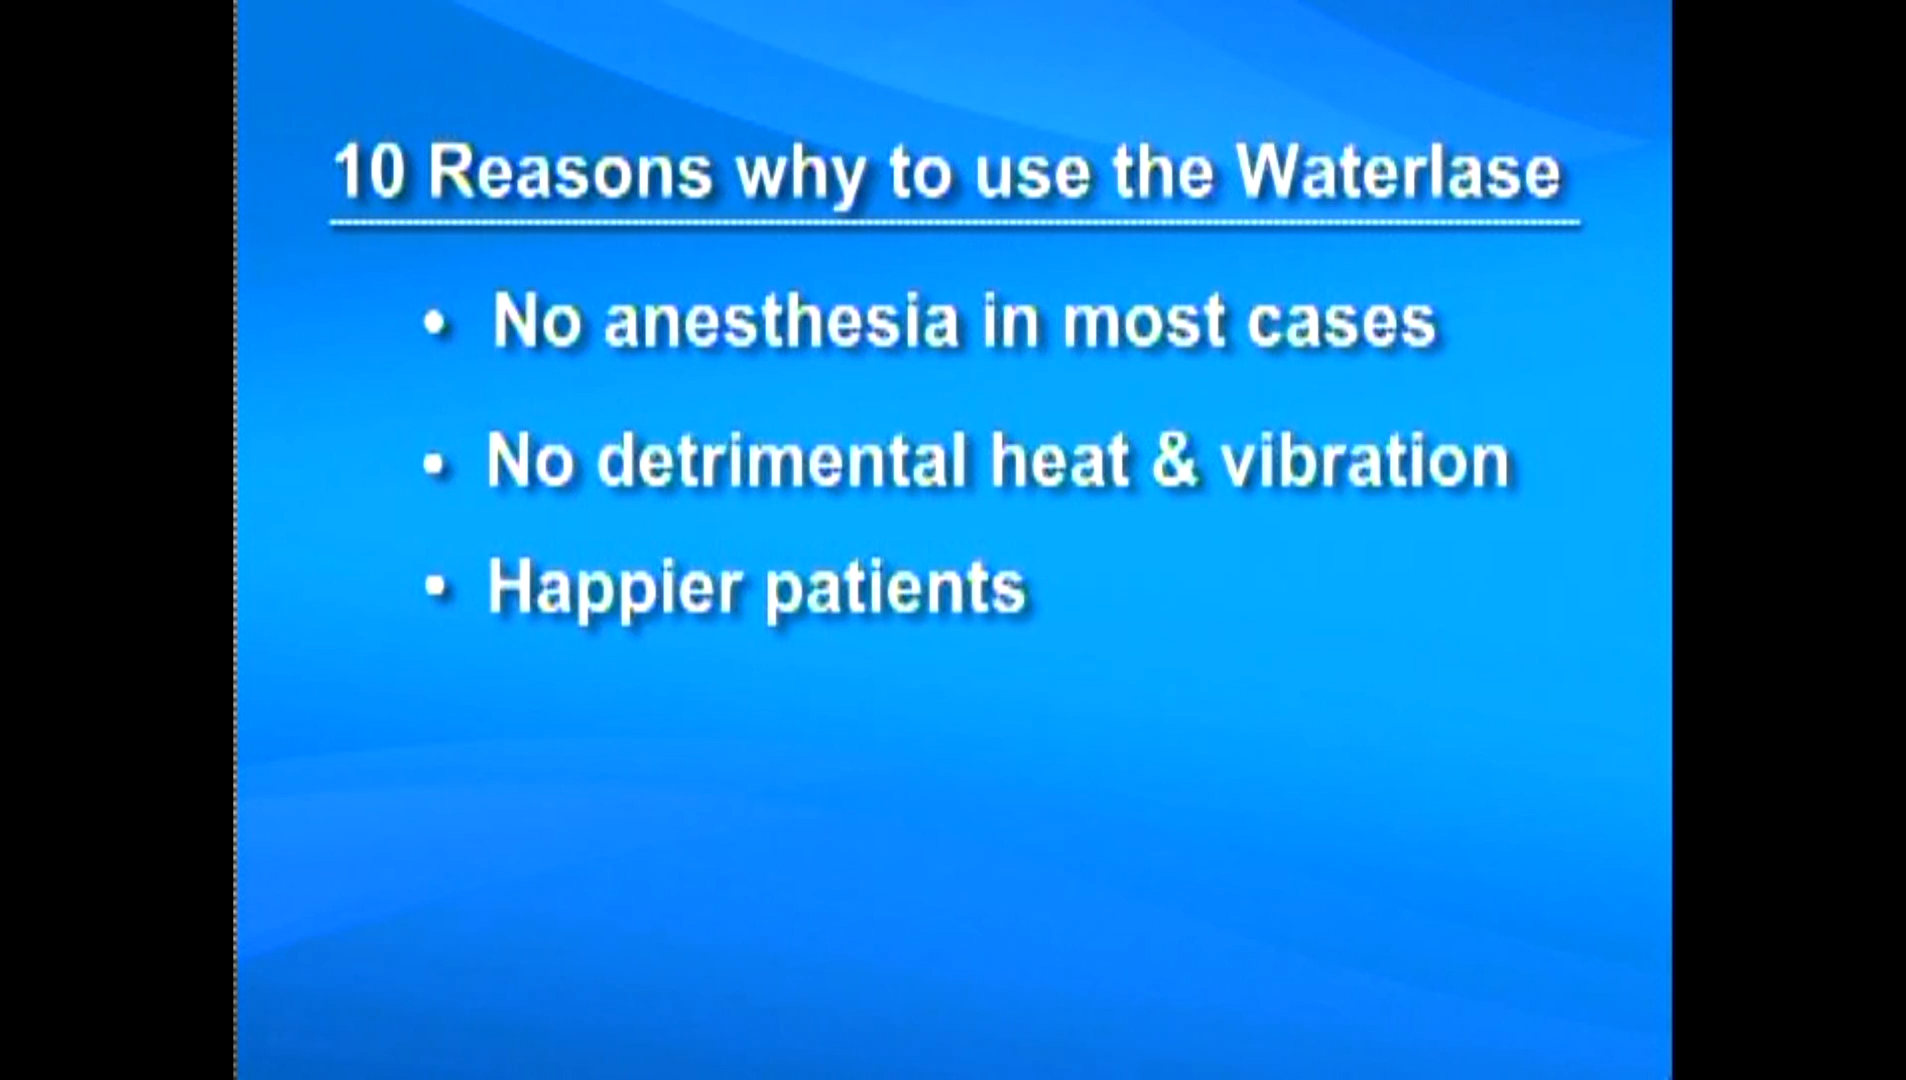 10 Reasons why to use the Waterlase
• No anesthesia in most cases
• No detrimental heat & vibration
• Happier patients